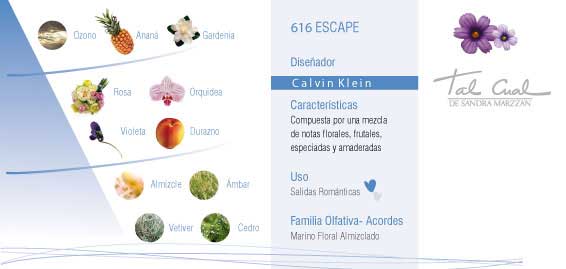 Ozono
Ananá
Gardenia
Rosa
Orquidea
Violeta
Durazno
Almizcle
Ámbar
Vetiver
Cedro
616 ESCAPE
Diseñador
Calvin Klein
Características
Compuesta por una mezcla
de notas florales, frutales,
especiadas y amaderadas
Uso
Salidas Románticas
Familia Olfativa- Acordes
Marino Floral Almizclado
Tal Cual
DE SANDRA MARZZAN